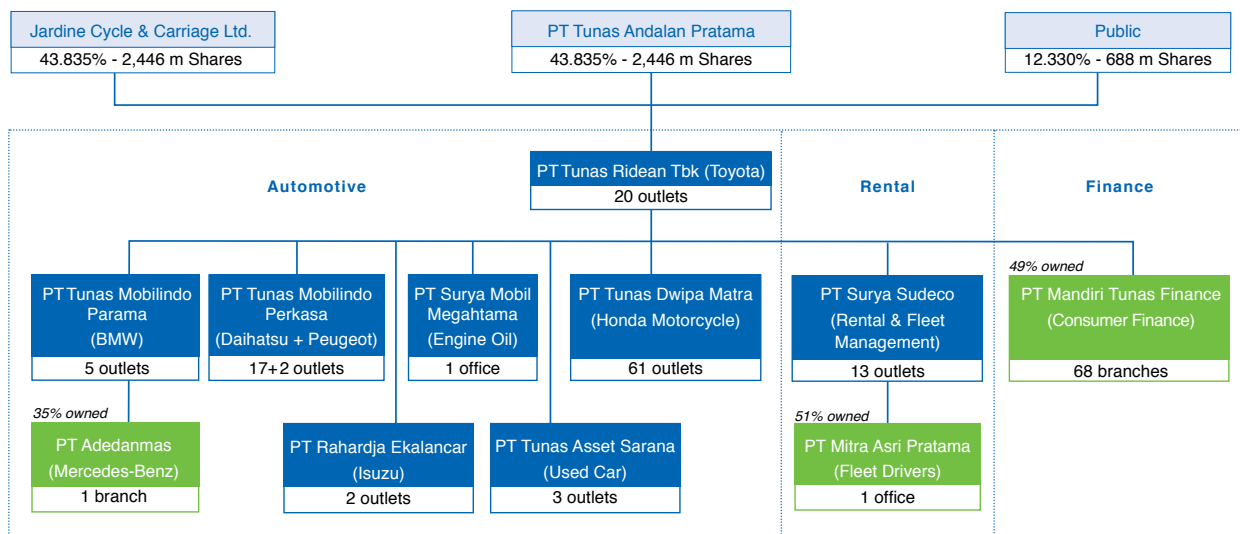 Jardine Cycle & Carriage Ltd.
43.835% - 2,446 m Shares
PT Tunas Andalan Pratama
43.835% - 2,446 m Shares
Public
12.330% - 688 m Shares
Automotive
PT Tunas Ridean Tbk (Toyota)
20 outlets
Rental
Finance
PT Tunas Mobilindo
Parama
(BMW)
5 outlets
PT Tunas Mobilindo
Perkasa
(Daihatsu + Peugeot)
17+2 outlets
PT Surya Mobil
Megahtama
(Engine Oil)
1 office
PT Tunas Dwipa Matra
(Honda Motorcycle)
61 outlets
PT Surya Sudeco
(Rental & Fleet
Management)
13 outlets
49% owned
PT Mandiri Tunas Finance
(Consumer Finance)
68 branches
35% owned
PT Adedanmas
(Mercedes-Benz)
1 branch
PT Rahardja Ekalancar
(Isuzu)
2 outlets
PT Tunas Asset Sarana
(Used Car)
3 outlets
51% owned
PT Mitra Asri Pratama
(Fleet Drivers)
1 office